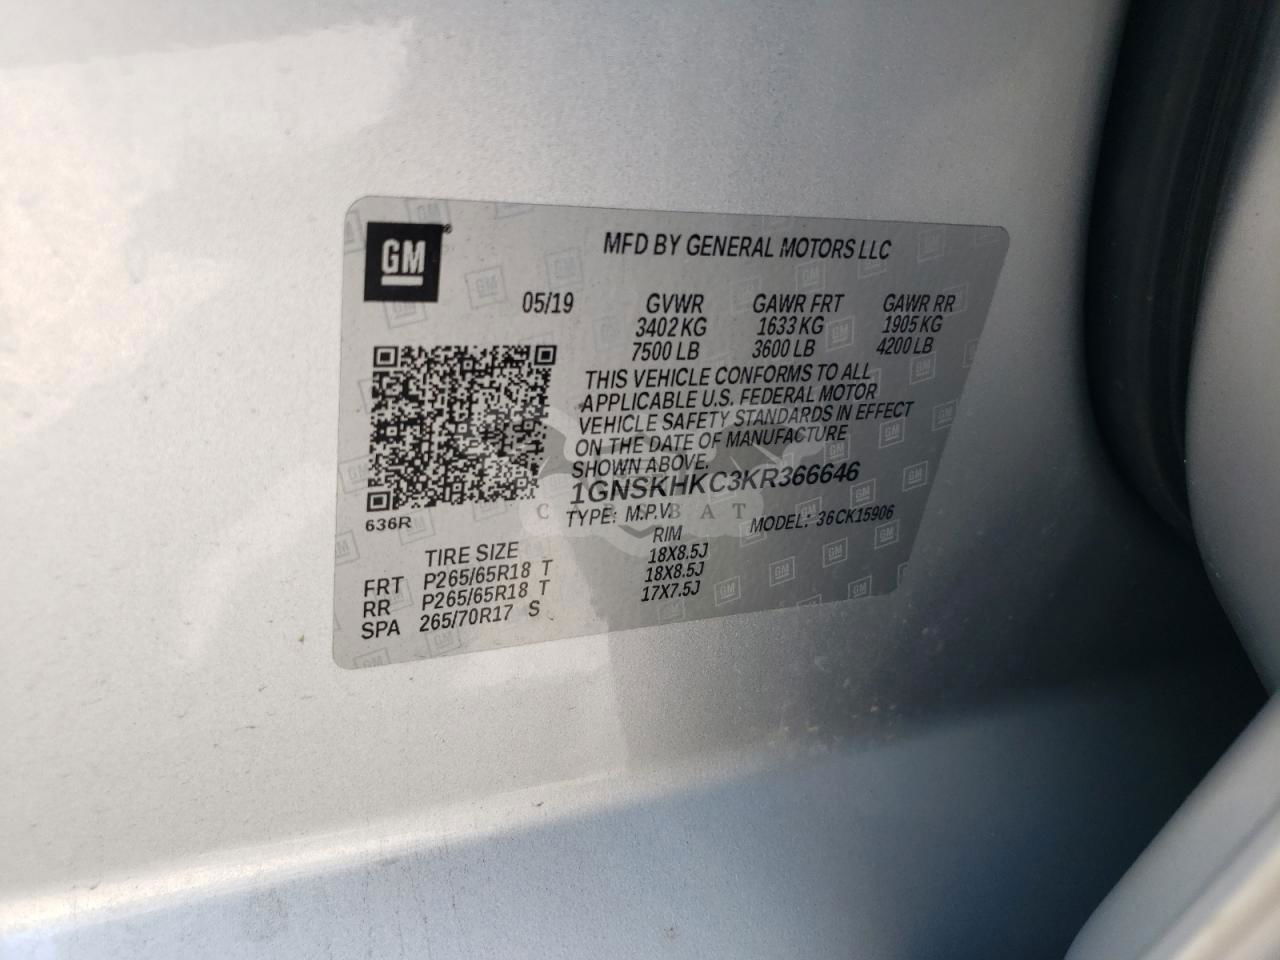 GM
MFD BY GENERAL MOTORS LLC
05/19 GVWR GAWR FRT GAWR RR
3402 KG 1633 KG 1905 KG
7500 LB 3600 LB 4200 LB
THIS VEHICLE CONFORMS TO ALL
APPLICABLE U.S. FEDERAL MOTOR
VEHICLE SAFETY STANDARDS IN EFFECT
ON THE DATE OF MANUFACTURE
SHOWN ABOVE.
1GNSKHKC3KR366646
TYPE: M.P.V. MODEL: 36CK15906
636R
TIRE SIZE RIM
FRT P265/65R18 T 18X8.5J
RR P265/65R18 T 18X8.5J
SPA 265/70R17 S 17X7.5J